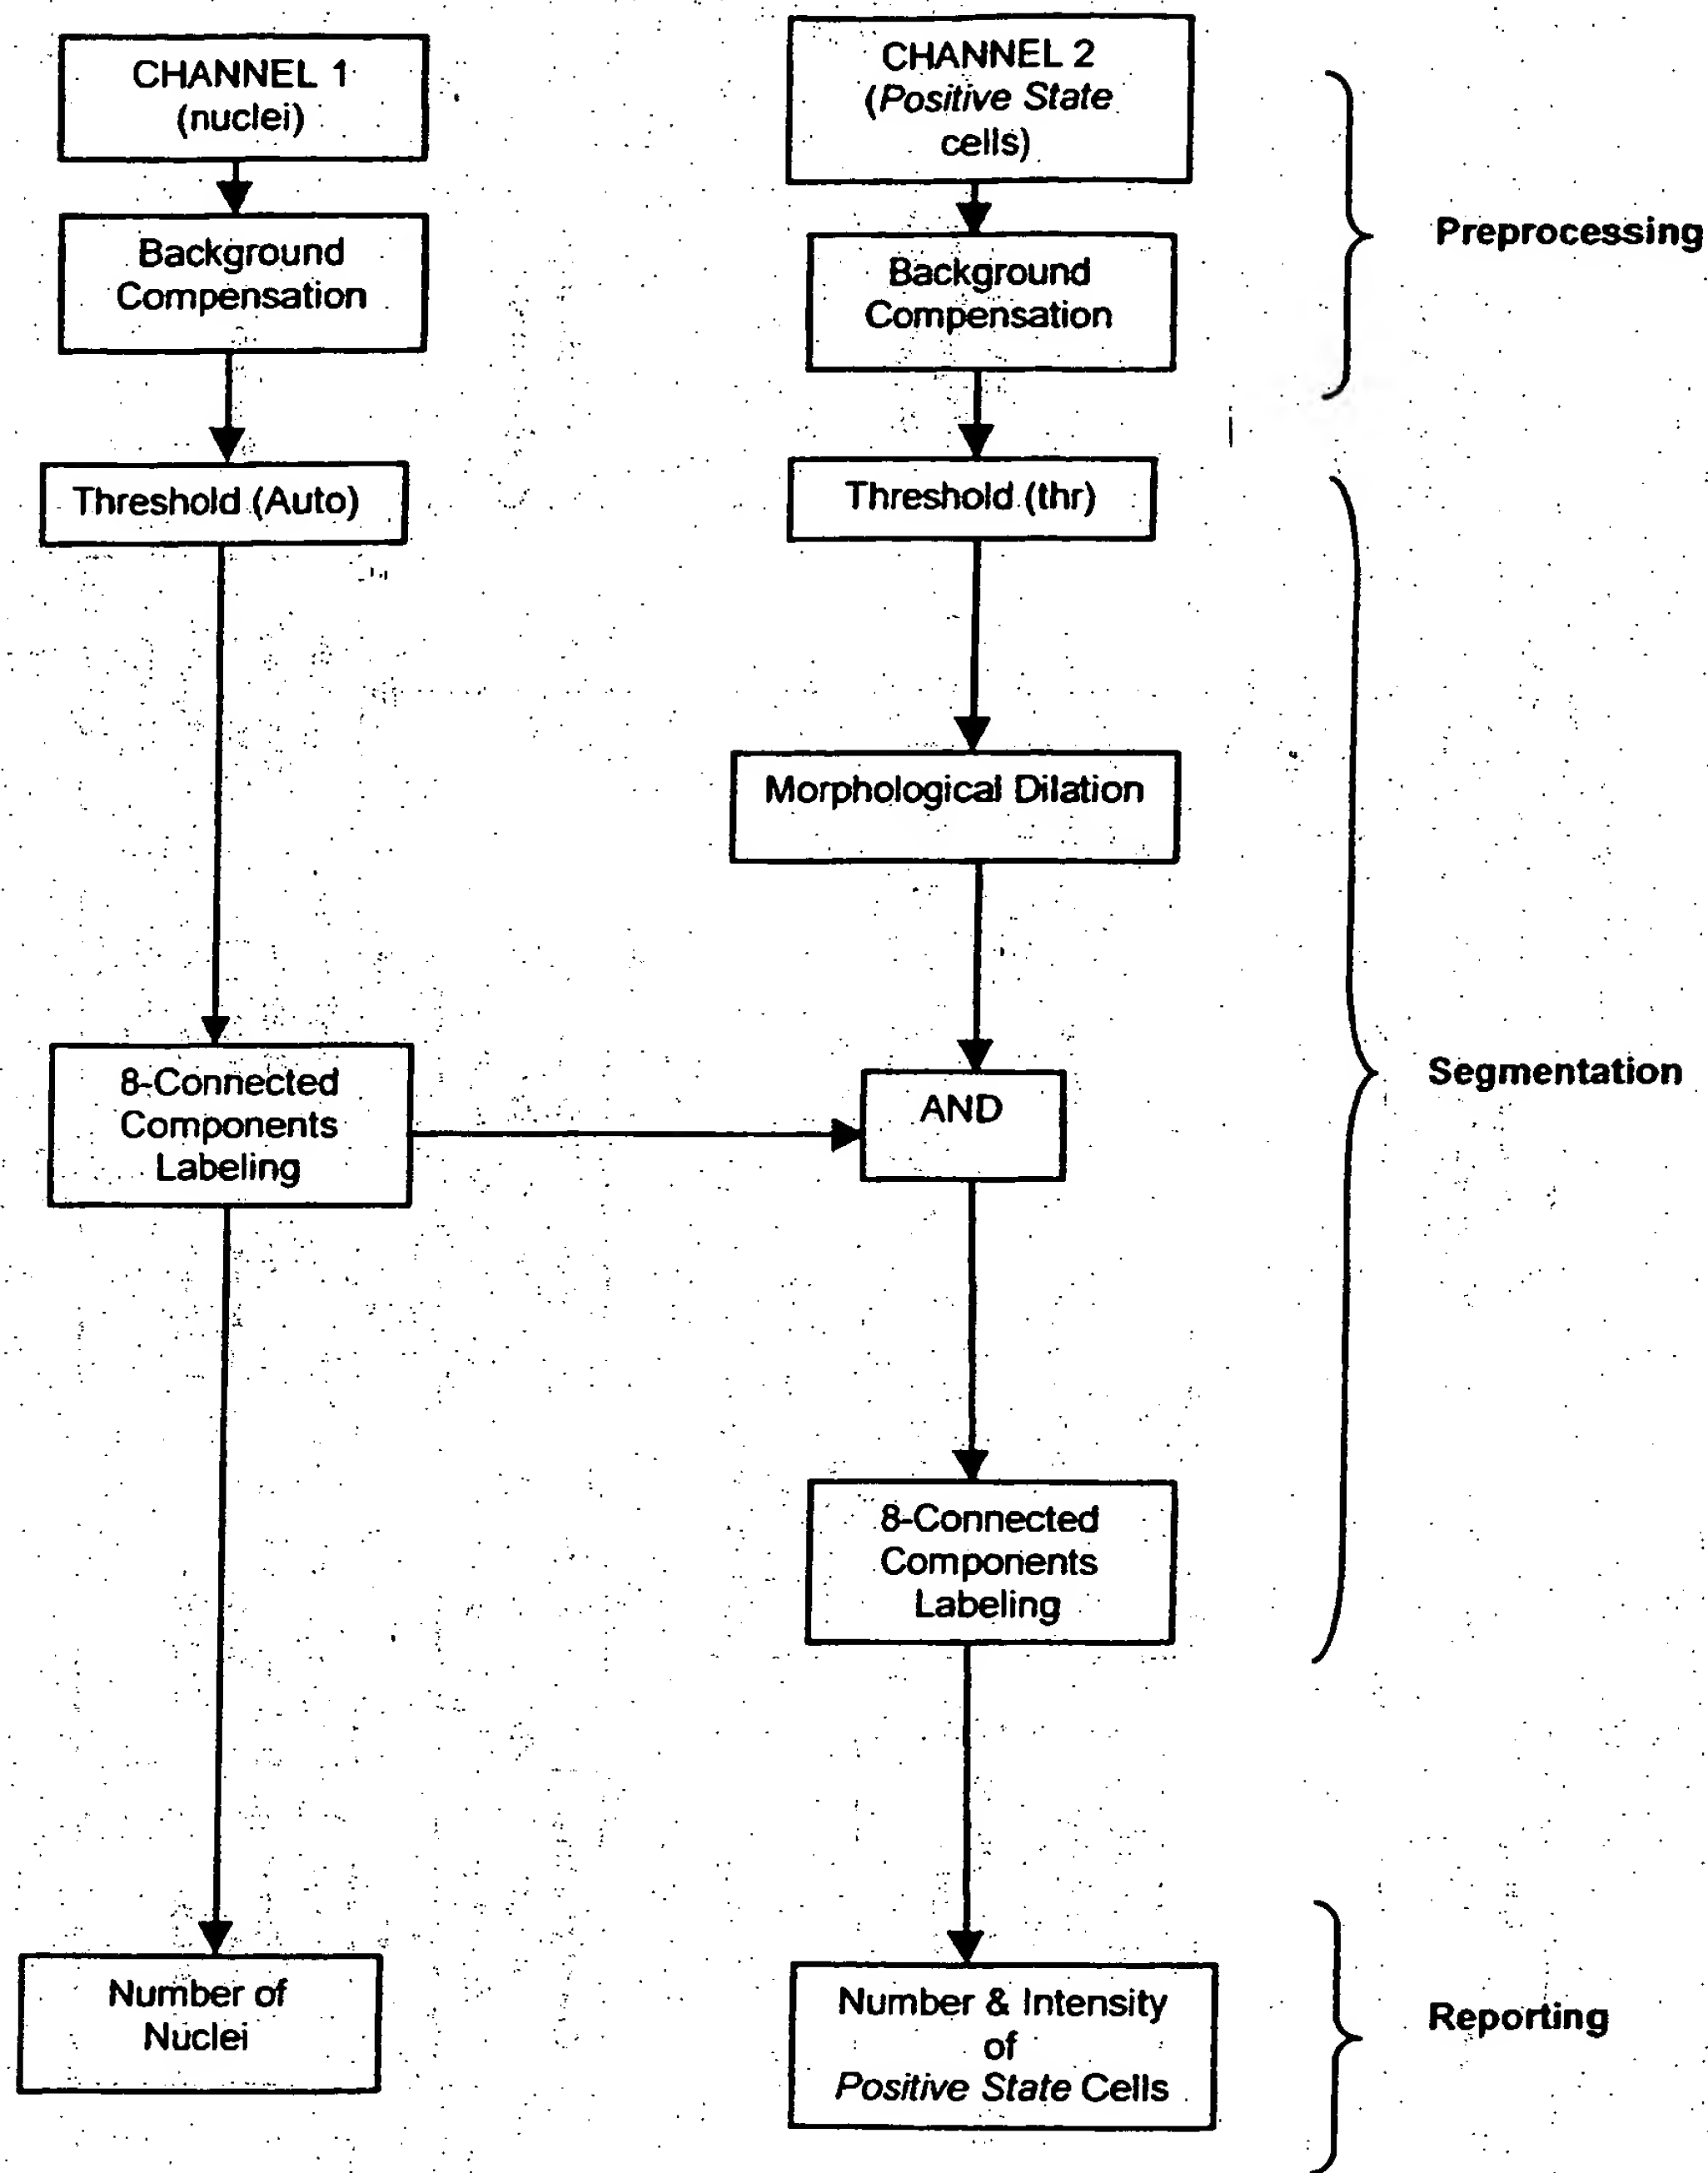 CHANNEL 1
(nuclei)
Background
Compensation
Threshold (Auto)
8-Connected
Components
Labeling
Number of
Nuclei
CHANNEL 2
(Positive State
cells)
Background
Compensation
Threshold (thr)
Morphological Dilation
AND
8-Connected
Components
Labeling
Number & Intensity
of
Positive State Cells
Preprocessing
Segmentation
Reporting